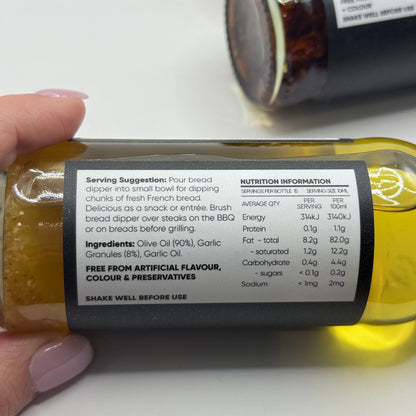 FREE
+ COLOUR
SHAKE WELL BEFORE USE
Serving Suggestion: Pour bread
dipper into small bowl for dipping
chunks of fresh French bread.
Delicious as a snack or entrée. Brush
bread dipper over steaks on the BBQ
or on breads before grilling.
Ingredients: Olive Oil (90%), Garlic
Granules (8%), Garlic Oil.
FREE FROM ARTIFICIAL FLAVOUR,
COLOUR & PRESERVATIVES
SHAKE WELL BEFORE USE
NUTRITION INFORMATION
SERVINGS PER BOTTLE 15 SERVING SIZE 10ML
AVERAGE QTY. PER SERVING PER 100ml
Energy 314kJ 3140kJ
Protein 0.1g 1.1g
Fat - total 8.2g 82.0g
- saturated 1.2g 12.2g
Carbohydrate 0.4g 4.4g
- sugars < 0.1g 0.2g
Sodium < 1mg 2mg